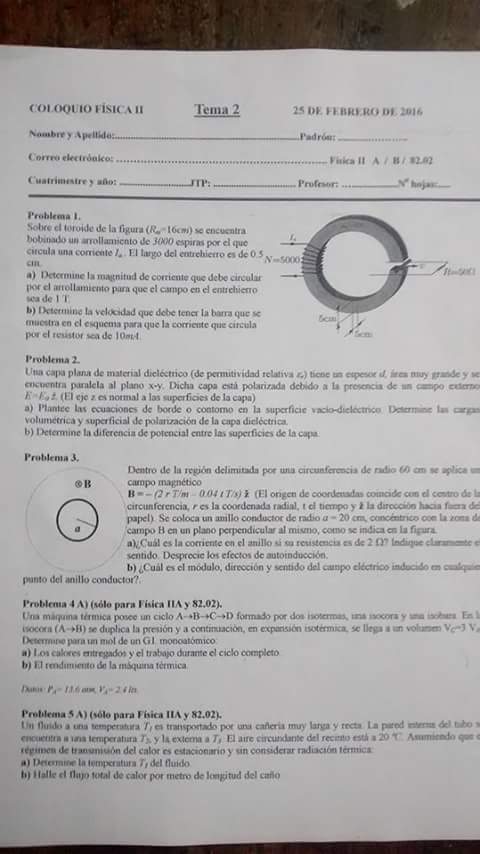 COLOQUIO FÍSICA II Tema 2 25 DE FEBRERO DE 2016
Nombre y Apellido: Padrón:
Correo electrónico: Física II A / B / 82.02
Cuatrimestre y año: JTP: Profesor: Nº hojas:
Problema 1.
Sobre el toroide de la figura (Rm=16cm) se encuentra
bobinado un arrollamiento de 3000 espiras por el que
circula una corriente Ia. El largo del entrehierro es de 0.5
cm.
a) Determine la magnitud de corriente que debe circular
por el arrollamiento para que el campo en el entrehierro
sea de 1 T.
b) Determine la velocidad que debe tener la barra que se
muestra en el esquema para que la corriente que circula
por el resistor sea de 10mA.
N=5000
R=50Ω
5cm
5cm
Problema 2.
Una capa plana de material dieléctrico (de permitividad relativa εr) tiene un espesor d, área muy grande y se
encuentra paralela al plano x-y. Dicha capa está polarizada debido a la presencia de un campo externo
E=E0 ž. (El eje z es normal a las superficies de la capa)
a) Plantee las ecuaciones de borde o contorno en la superficie vacío-dieléctrico. Determine las cargas
volumétrica y superficial de polarización de la capa dieléctrica.
b) Determine la diferencia de potencial entre las superficies de la capa.
Problema 3.
⊗B
a
Dentro de la región delimitada por una circunferencia de radio 60 cm se aplica un
campo magnético
B = – (2 r T/m – 0.04 t T/s) ž. (El origen de coordenadas coincide con el centro de la
circunferencia, r es la coordenada radial, t el tiempo y ž la dirección hacia fuera del
papel). Se coloca un anillo conductor de radio a = 20 cm, concéntrico con la zona de
campo B en un plano perpendicular al mismo, como se indica en la figura.
a)¿Cuál es la corriente en el anillo si su resistencia es de 2 Ω? Indique claramente el
sentido. Desprecie los efectos de autoinducción.
b) ¿Cuál es el módulo, dirección y sentido del campo eléctrico inducido en cualquier
punto del anillo conductor?.
Problema 4 A) (sólo para Física IIA y 82.02).
Una máquina térmica posee un ciclo A→B→C→D formado por dos isotermas, una isocora y una isobara. En la
isocora (A→B) se duplica la presión y a continuación, en expansión isotérmica, se llega a un volumen VC=3 VA
Determine para un mol de un G.I. monoatómico:
a) Los calores entregados y el trabajo durante el ciclo completo.
b) El rendimiento de la máquina térmica.
Datos: PA= 13.6 atm, VA= 2.4 lts.
Problema 5 A) (sólo para Física IIA y 82.02).
Un fluido a una temperatura T1 es transportado por una cañería muy larga y recta. La pared interna del tubo se
encuentra a una temperatura T2, y la externa a T3. El aire circundante del recinto está a 20 ºC. Asumiendo que el
régimen de transmisión del calor es estacionario y sin considerar radiación térmica:
a) Determine la temperatura T1 del fluido.
b) Halle el flujo total de calor por metro de longitud del caño